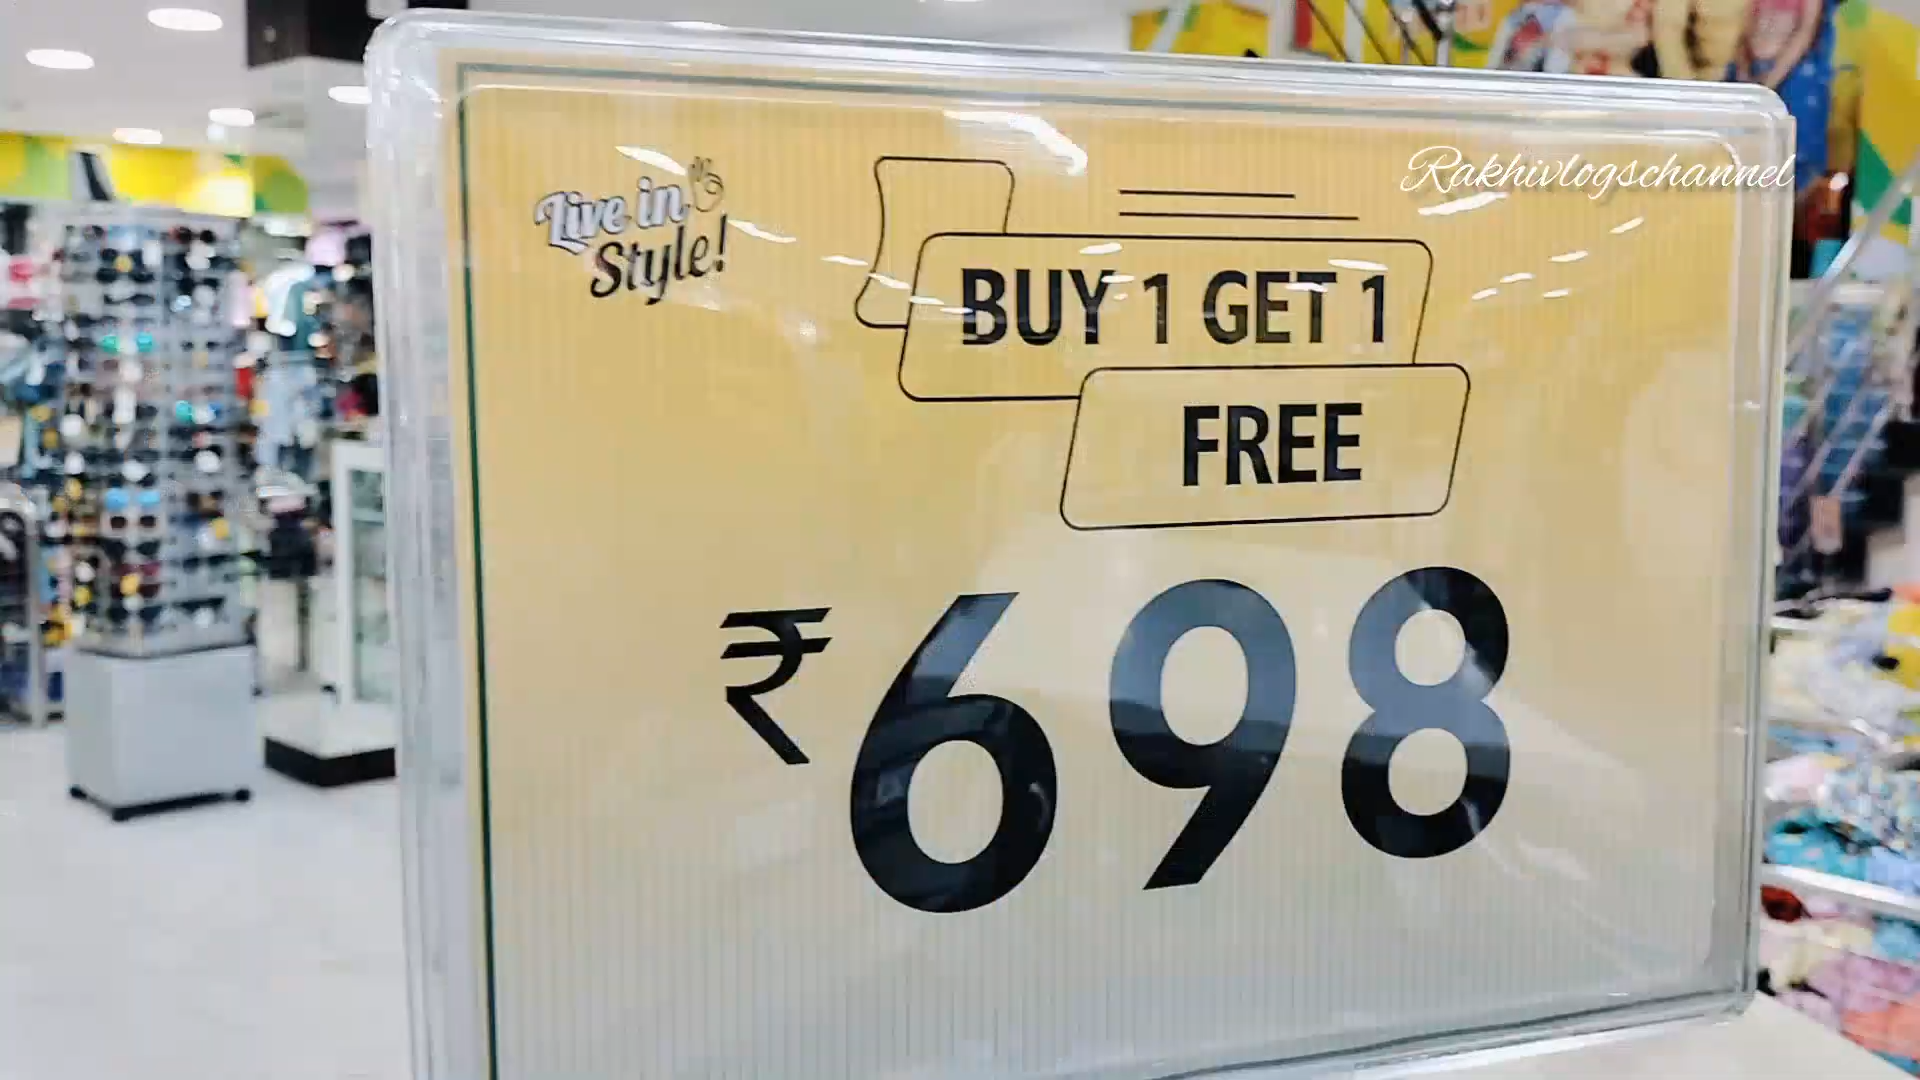 Rakhivlogschannel
Live in
Style!
BUY 1 GET 1
FREE
₹698